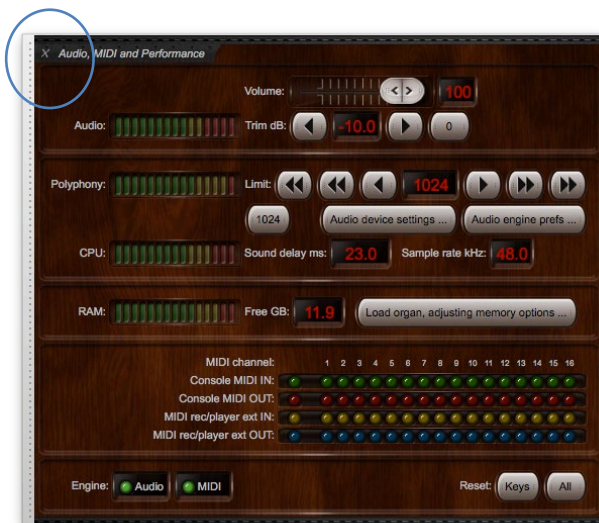 X Audio, MIDI and Performance
Volume: < > 100
Audio: Trim dB: -10.0 0
Polyphony: Limit: 1024
1024 Audio device settings ... Audio engine prefs ...
CPU: Sound delay ms: 23.0 Sample rate kHz: 48.0
RAM: Free GB: 11.9 Load organ, adjusting memory options ...
MIDI channel: 1 2 3 4 5 6 7 8 9 10 11 12 13 14 15 16
Console MIDI IN:
Console MIDI OUT:
MIDI rec/player ext IN:
MIDI rec/player ext OUT:
Engine: Audio MIDI Reset: Keys All